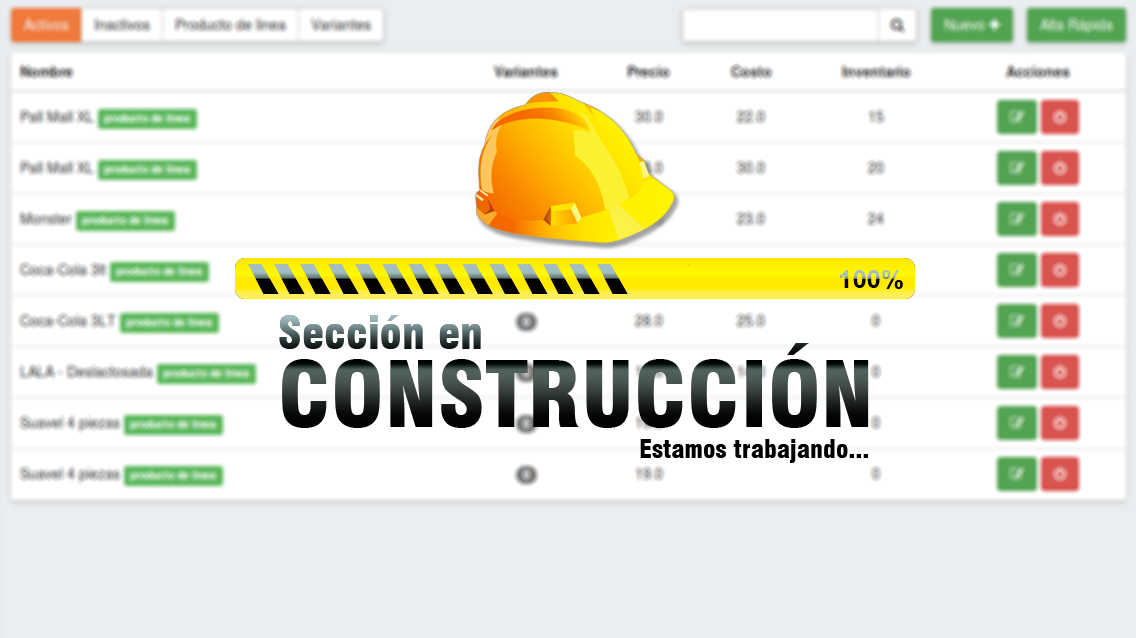 Activos Inactivos Producto de linea Variantes Nuevo Alta Rápida
Nombre Variantes Precio Costo Inventario Acciones
Pall Mall XL producto de linea 30.0 22.0 15
Pall Mall XL producto de linea 30.0 20
Monster producto de linea 23.0 24
Coca-Cola 3lt producto de linea
100%
Coca-Cola 3LT producto de linea 0 28.0 25.0 0
Sección en
LALA - Deslactosada producto de linea 0
CONSTRUCCIÓN
Suavel 4 piezas producto de linea 0
Estamos trabajando...
Suavel 4 piezas producto de linea 0 19.0 0